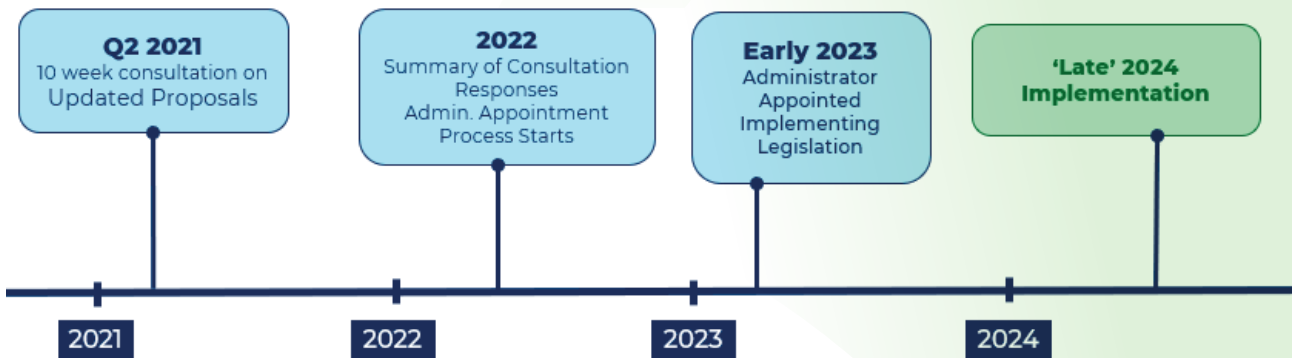 Q2 2021
10 week consultation on
Updated Proposals
2022
Summary of Consultation
Responses
Admin. Appointment
Process Starts
Early 2023
Administrator
Appointed
Implementing
Legislation
‘Late’ 2024
Implementation
2021
2022
2023
2024